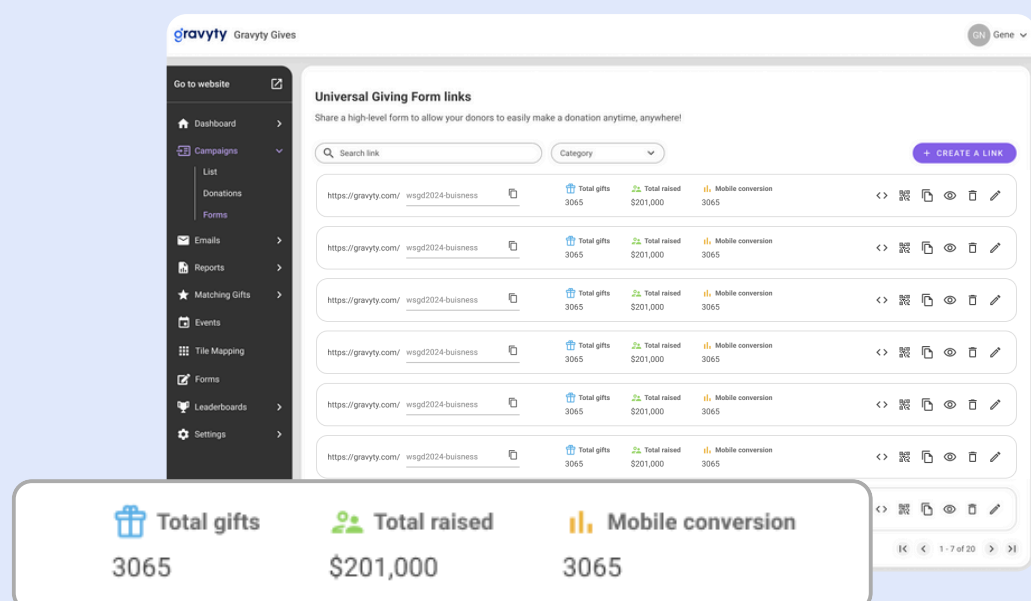 gravyty Gravyty Gives
GN Gene
Go to website
Dashboard
Campaigns
List
Donations
Forms
Emails
Reports
Matching Gifts
Events
Tile Mapping
Forms
Leaderboards
Settings
Universal Giving Form links
Share a high-level form to allow your donors to easily make a donation anytime, anywhere!
Search link
Category
+ CREATE A LINK
https://gravyty.com/ wsgd2024-buisness
Total gifts Total raised Mobile conversion
3065 $201,000 3065
https://gravyty.com/ wsgd2024-buisness
Total gifts Total raised Mobile conversion
3065 $201,000 3065
https://gravyty.com/ wsgd2024-buisness
Total gifts Total raised Mobile conversion
3065 $201,000 3065
https://gravyty.com/ wsgd2024-buisness
Total gifts Total raised Mobile conversion
3065 $201,000 3065
https://gravyty.com/ wsgd2024-buisness
Total gifts Total raised Mobile conversion
3065 $201,000 3065
https://gravyty.com/ wsgd2024-buisness
Total gifts Total raised Mobile conversion
3065 $201,000 3065
Total gifts Total raised Mobile conversion
3065 $201,000 3065
1 - 7 of 20